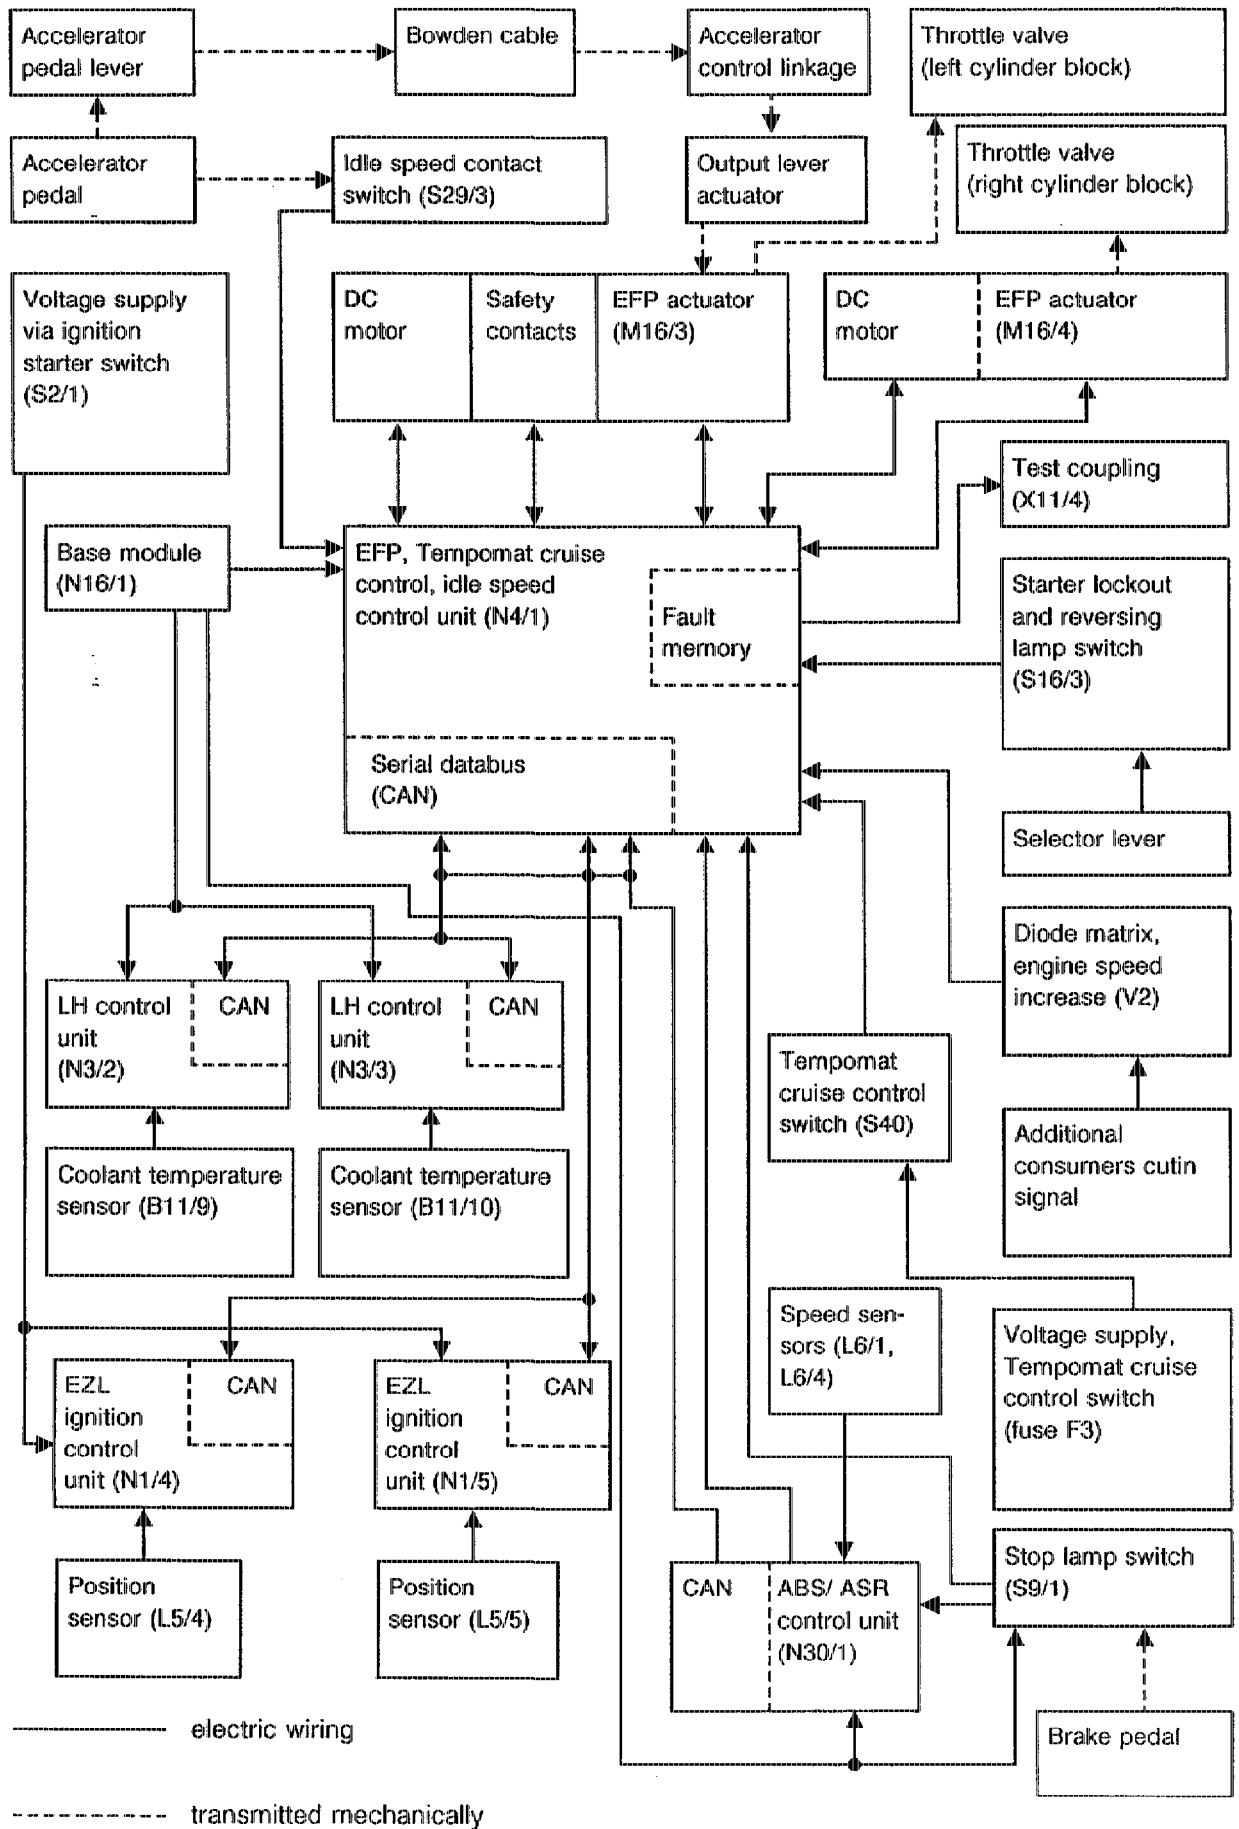 Accelerator
pedal lever
Bowden cable
Accelerator
control linkage
Throttle valve
(left cylinder block)
Accelerator
pedal
Idle speed contact
switch (S29/3)
Output lever
actuator
Throttle valve
(right cylinder block)
Voltage supply
via ignition
starter switch
(S2/1)
DC
motor
Safety
contacts
EFP actuator
(M16/3)
DC
motor
EFP actuator
(M16/4)
Test coupling
(X11/4)
Base module
(N16/1)
EFP, Tempomat cruise
control, idle speed
control unit (N4/1)
Fault
memory
Starter lockout
and reversing
lamp switch
(S16/3)
Serial databus
(CAN)
Selector lever
LH control
unit
(N3/2)
CAN
LH control
unit
(N3/3)
CAN
Diode matrix,
engine speed
increase (V2)
Tempomat
cruise control
switch (S40)
Additional
consumers cutin
signal
Coolant temperature
sensor (B11/9)
Coolant temperature
sensor (B11/10)
Speed sen-
sors (L6/1,
L6/4)
Voltage supply,
Tempomat cruise
control switch
(fuse F3)
EZL
ignition
control
unit (N1/4)
CAN
EZL
ignition
control
unit (N1/5)
CAN
Position
sensor (L5/4)
Position
sensor (L5/5)
CAN
ABS/ ASR
control unit
(N30/1)
Stop lamp switch
(S9/1)
Brake pedal
electric wiring
transmitted mechanically